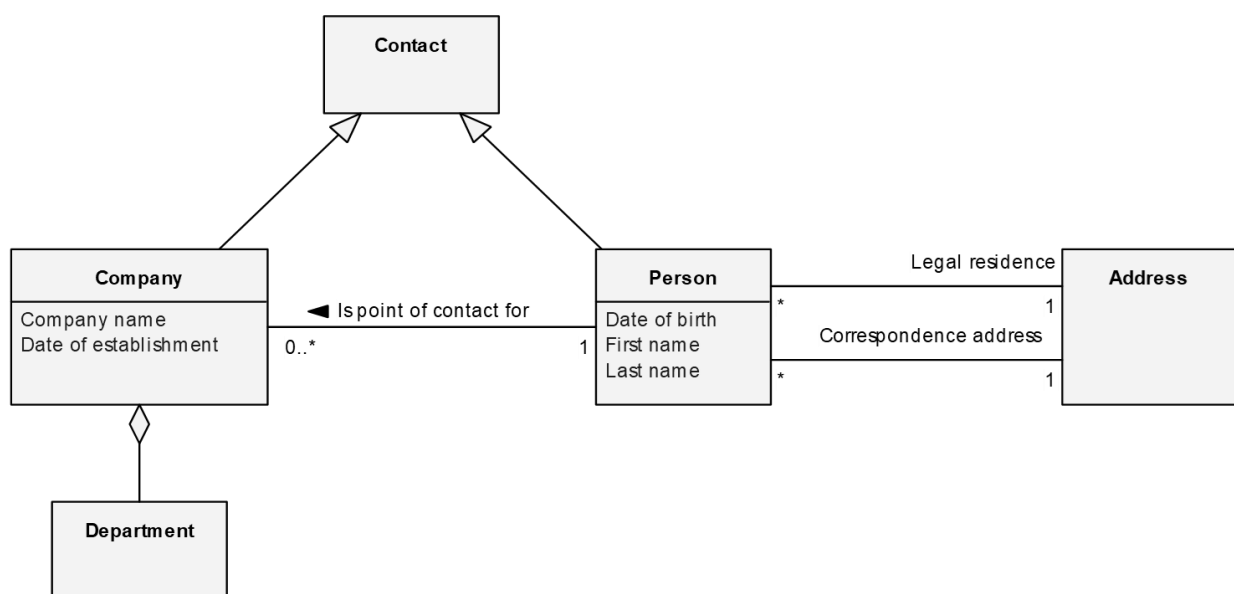 Contact
Company
Company name
Date of establishment
◄ Is point of contact for
0..*
1
Person
Date of birth
First name
Last name
Legal residence
*
1
Correspondence address
*
1
Address
Department